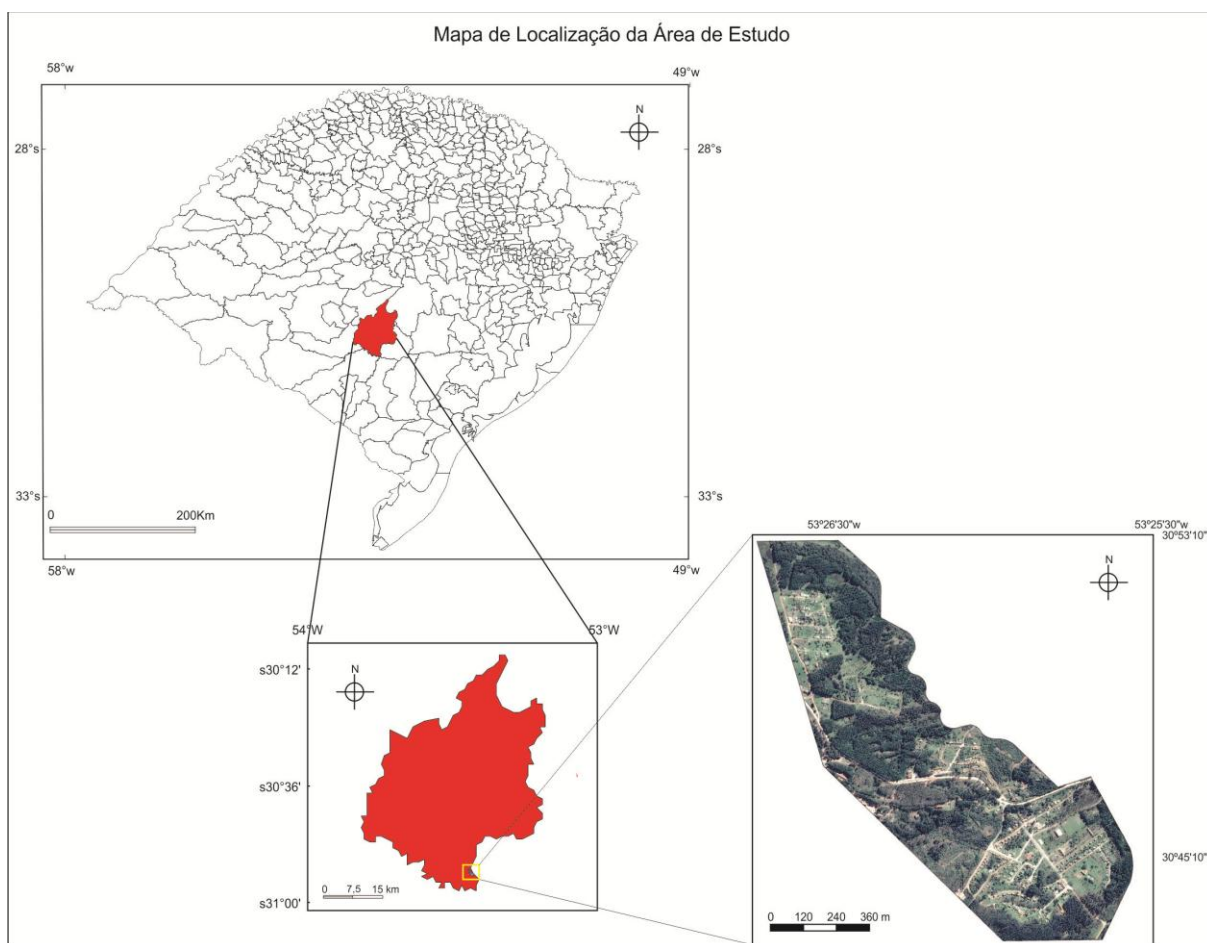 Mapa de Localização da Área de Estudo
58°w
49°w
N
28°s
28°s
33°s
33°s
0 200Km
58°w
49°w
53°26'30"w
53°25'30"w
30°53'10"
N
30°45'10"
0 120 240 360 m
54°W
53°W
s30°12'
N
s30°36'
0 7,5 15 km
s31°00'